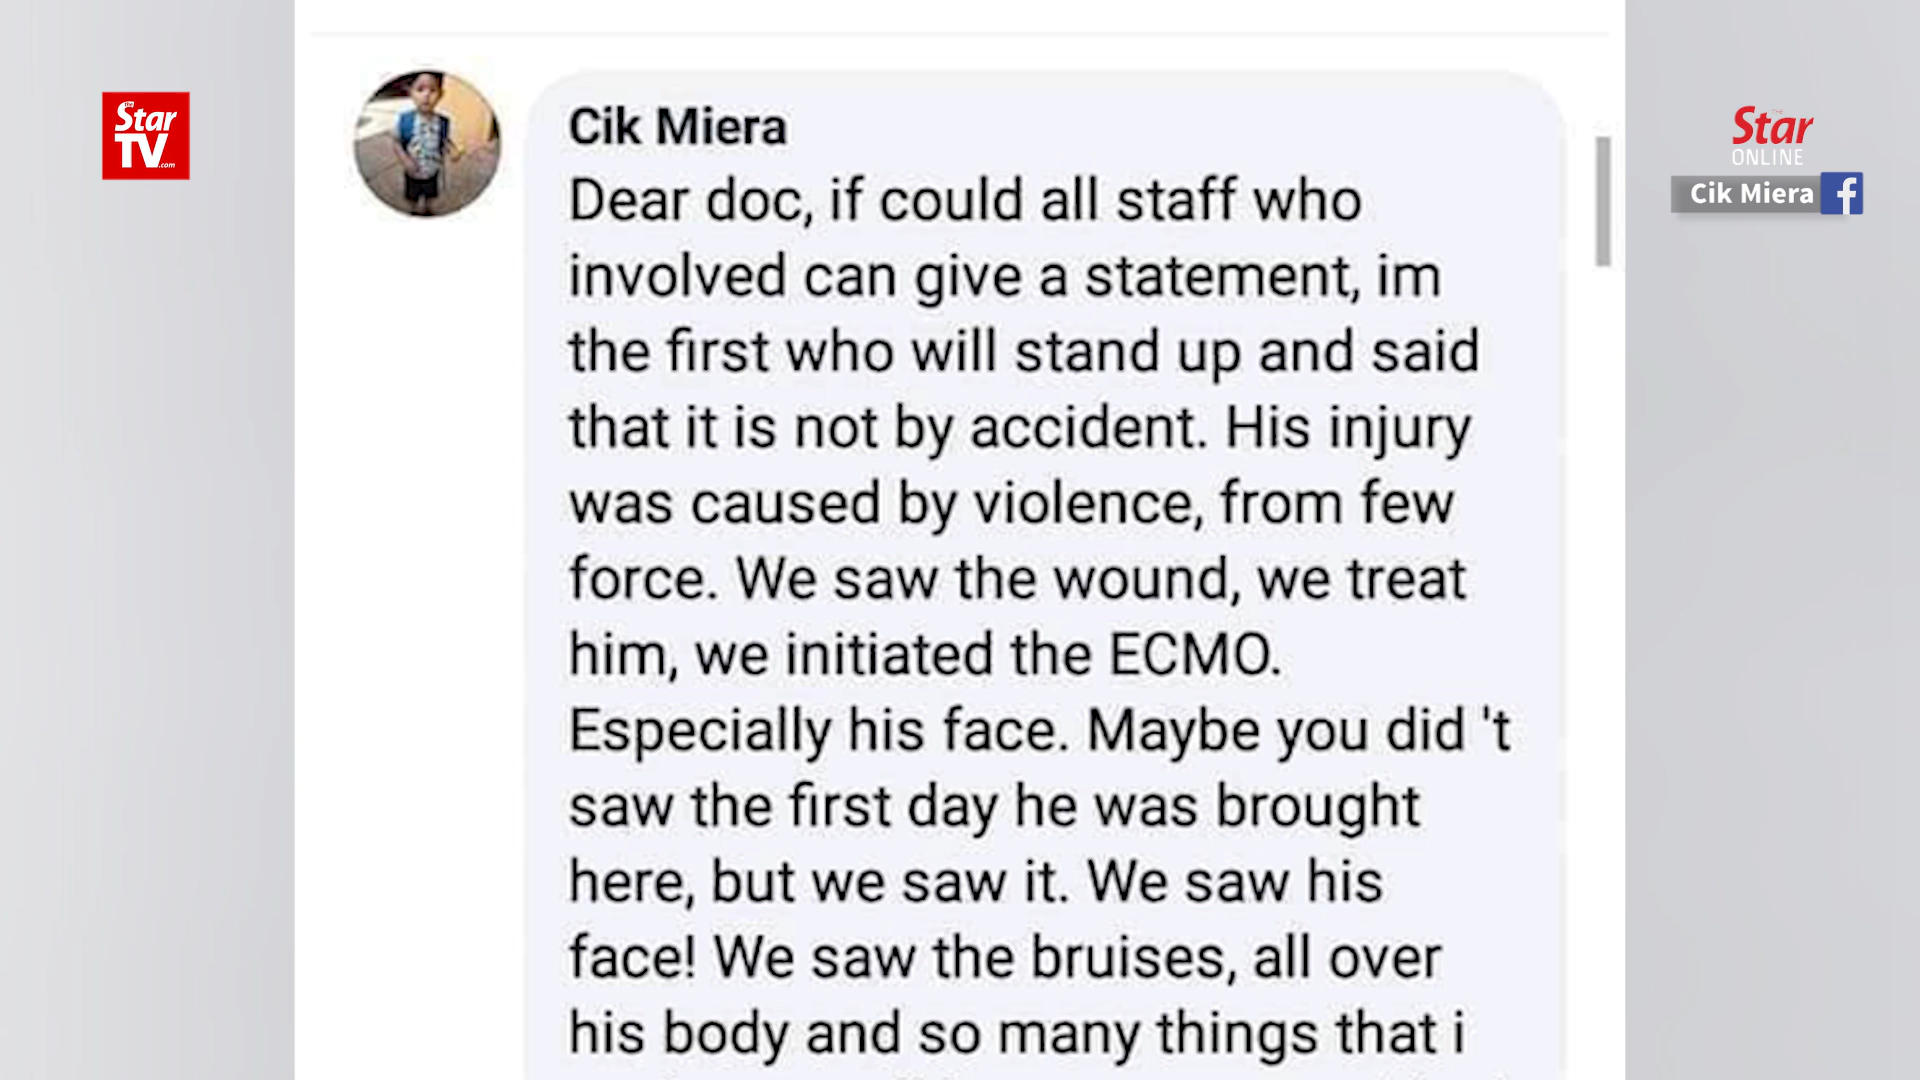 The
Star
TV.com
Star
ONLINE
Cik Miera f
Cik Miera
Dear doc, if could all staff who
involved can give a statement, im
the first who will stand up and said
that it is not by accident. His injury
was caused by violence, from few
force. We saw the wound, we treat
him, we initiated the ECMO.
Especially his face. Maybe you did 't
saw the first day he was brought
here, but we saw it. We saw his
face! We saw the bruises, all over
his body and so many things that i